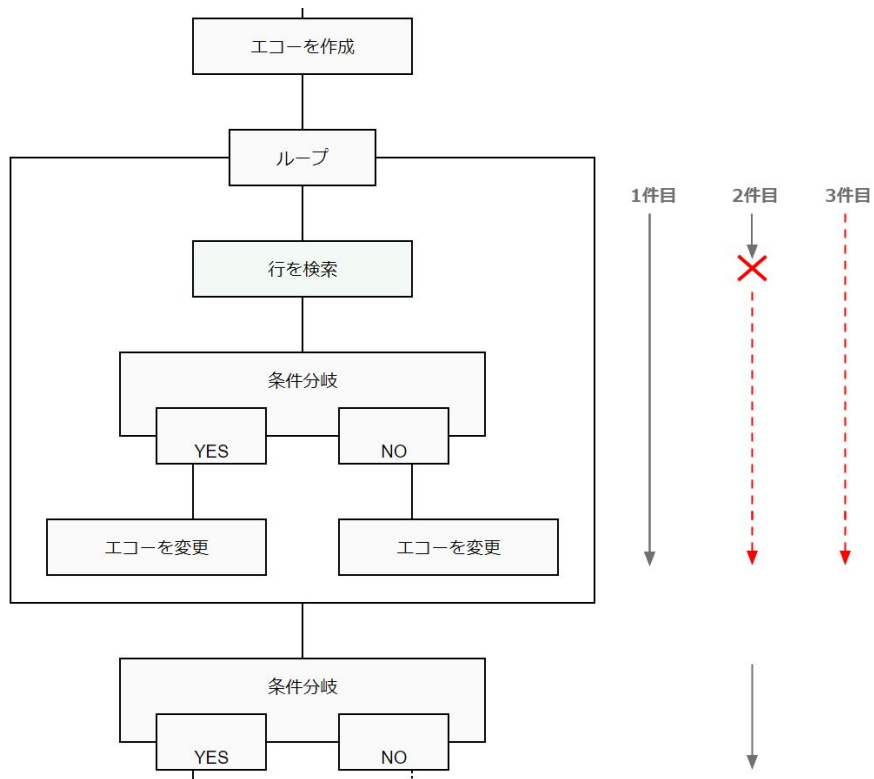 エコーを作成
ループ
1件目 2件目 3件目
行を検索
条件分岐
YES NO
エコーを変更 エコーを変更
条件分岐
YES NO